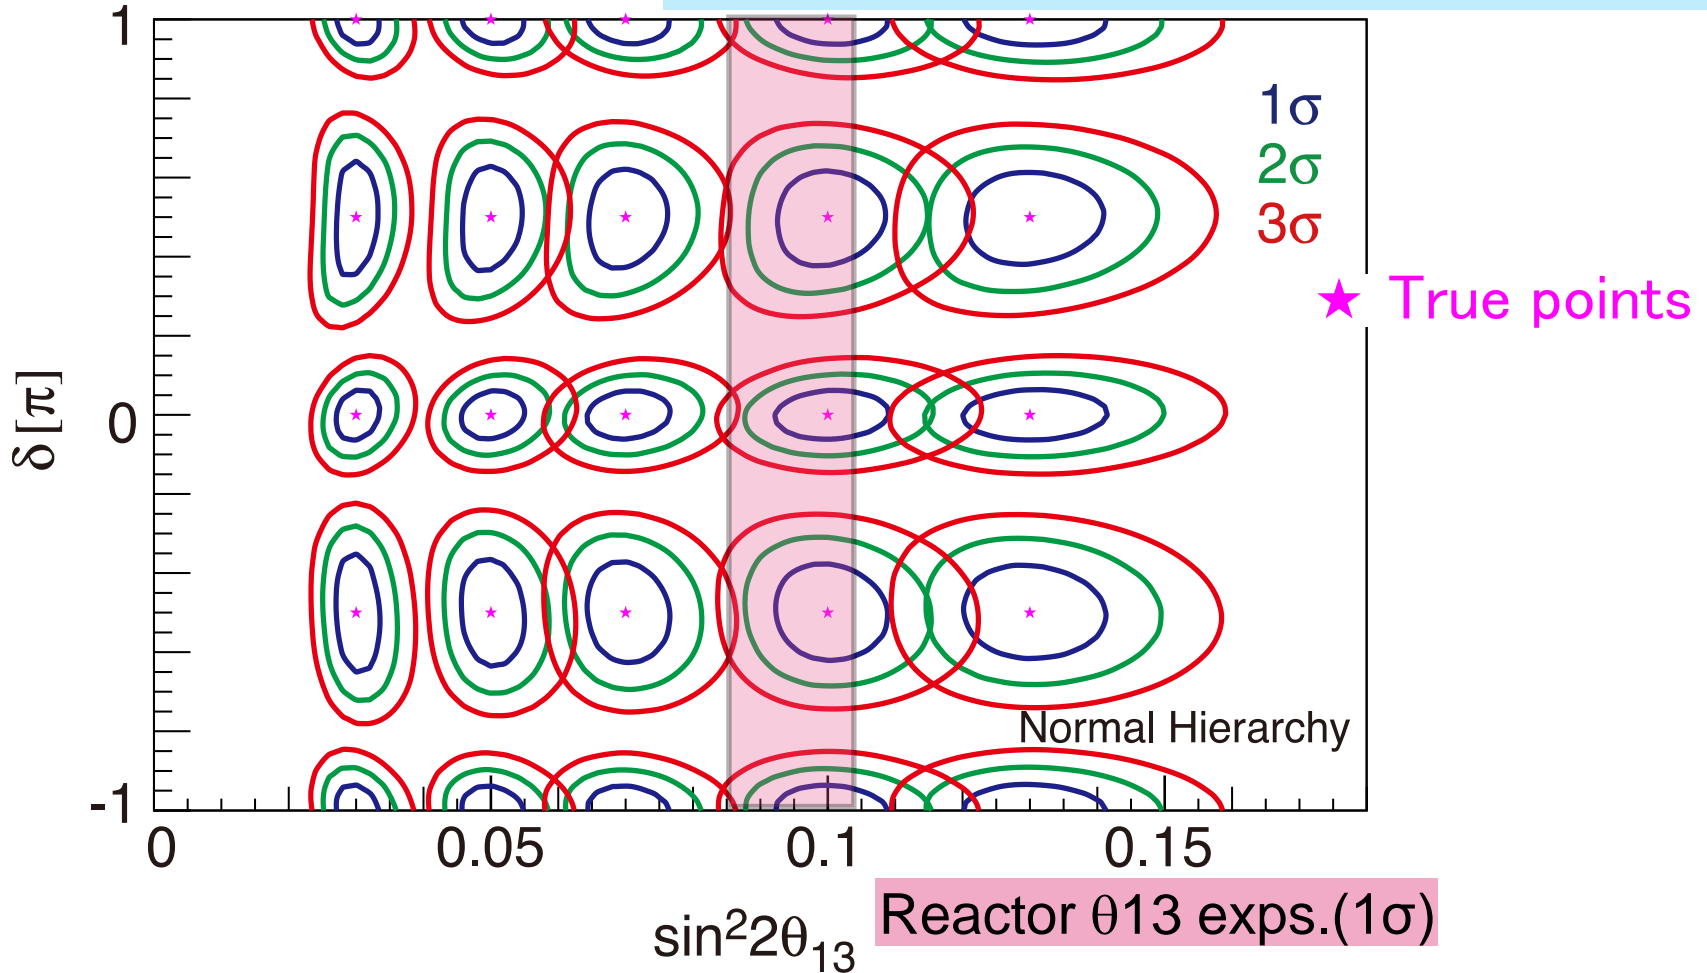 1
1σ
2σ
3σ
★ True points
δ[π]
0
Normal Hierarchy
-1
0
0.05
0.1
0.15
Reactor θ13 exps.(1σ)
sin²2θ₁₃